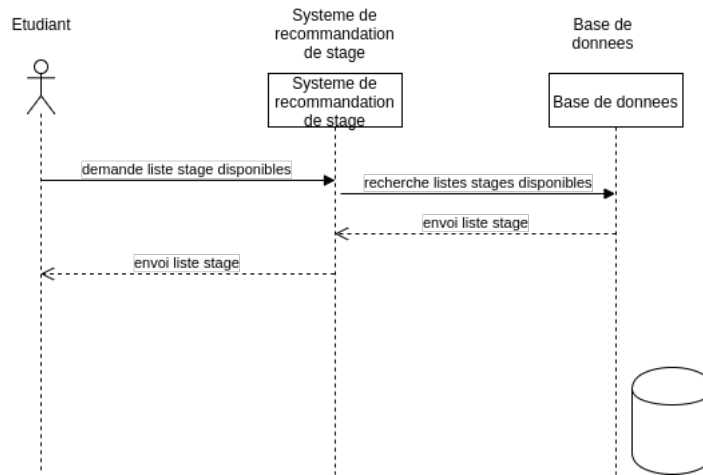 Etudiant
Systeme de
recommandation
de stage
Base de
donnees
Systeme de
recommandation
de stage
Base de donnees
demande liste stage disponibles
recherche listes stages disponibles
envoi liste stage
envoi liste stage